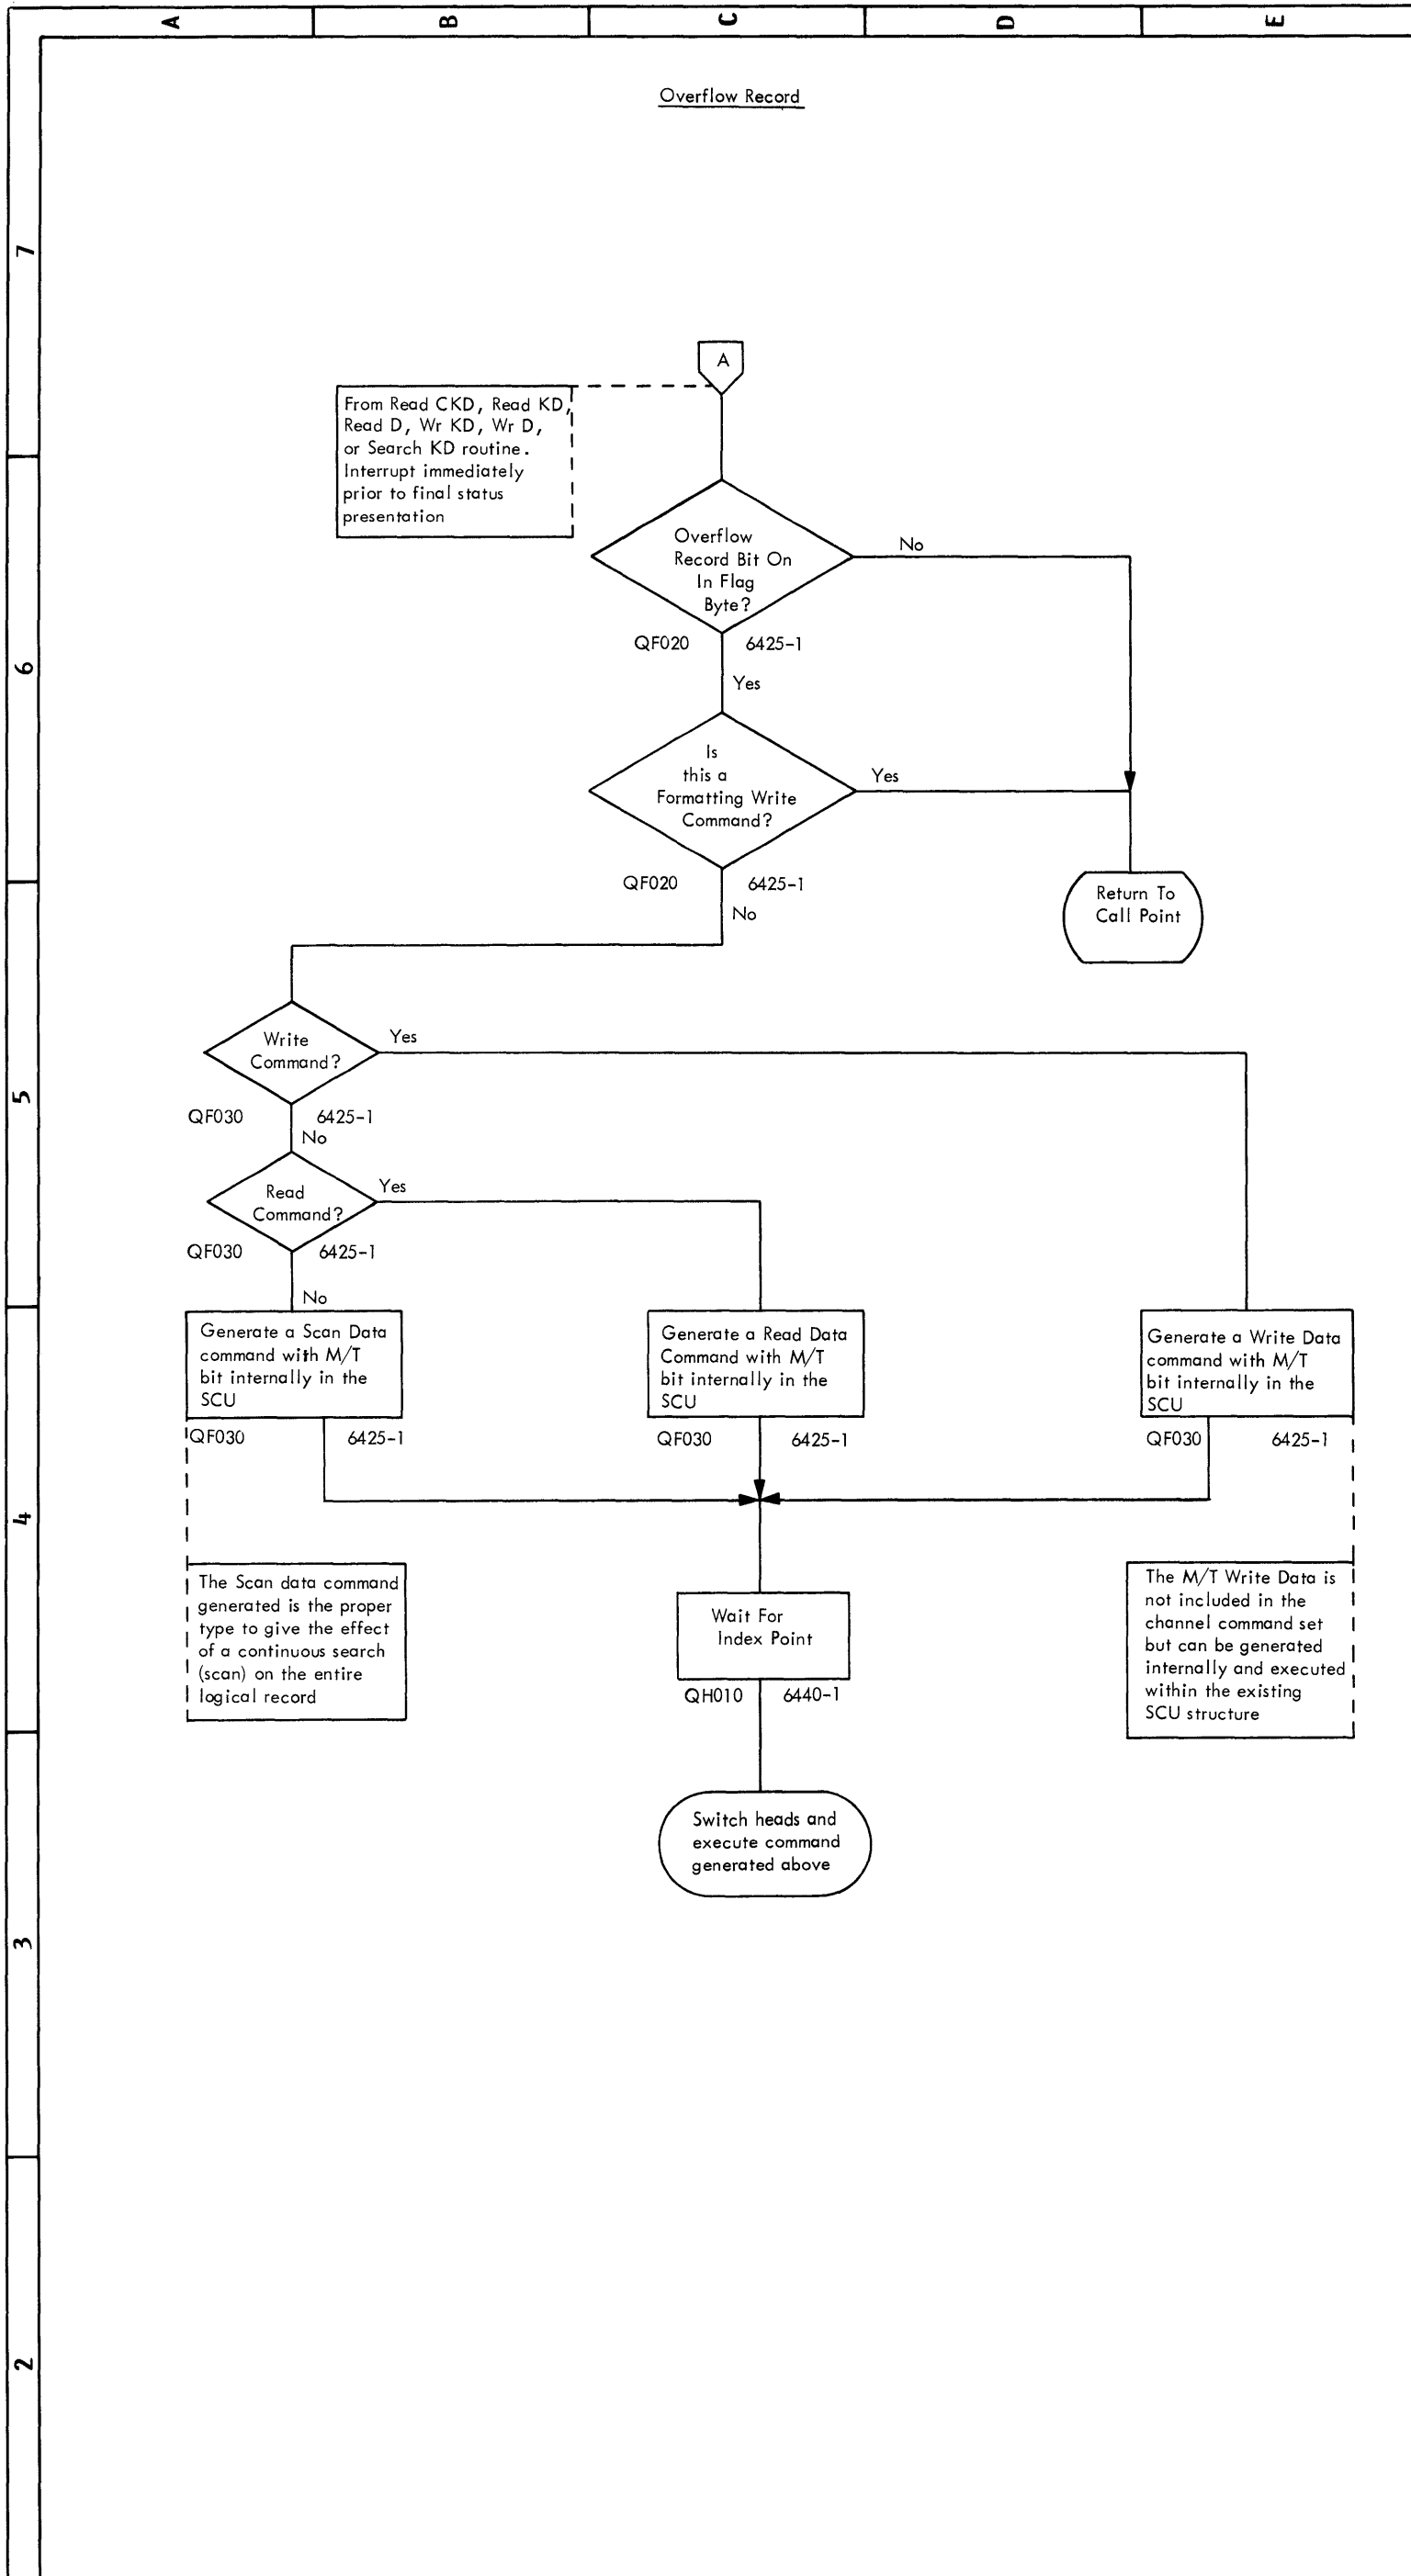 A B C D E
Overflow Record
7
A
From Read CKD, Read KD,
Read D, Wr KD, Wr D,
or Search KD routine.
Interrupt immediately
prior to final status
presentation
Overflow
Record Bit On
In Flag
Byte?
No
QF020 6425-1
6
Yes
Is
this a
Formatting Write
Command?
Yes
QF020 6425-1
No
Return To
Call Point
Write
Command?
Yes
5
QF030 6425-1
No
Read
Command?
Yes
QF030 6425-1
No
Generate a Scan Data
command with M/T
bit internally in the
SCU
QF030 6425-1
Generate a Read Data
Command with M/T
bit internally in the
SCU
QF030 6425-1
Generate a Write Data
command with M/T
bit internally in the
SCU
QF030 6425-1
4
The Scan data command
generated is the proper
type to give the effect
of a continuous search
(scan) on the entire
logical record
Wait For
Index Point
QH010 6440-1
The M/T Write Data is
not included in the
channel command set
but can be generated
internally and executed
within the existing
SCU structure
Switch heads and
execute command
generated above
3
2